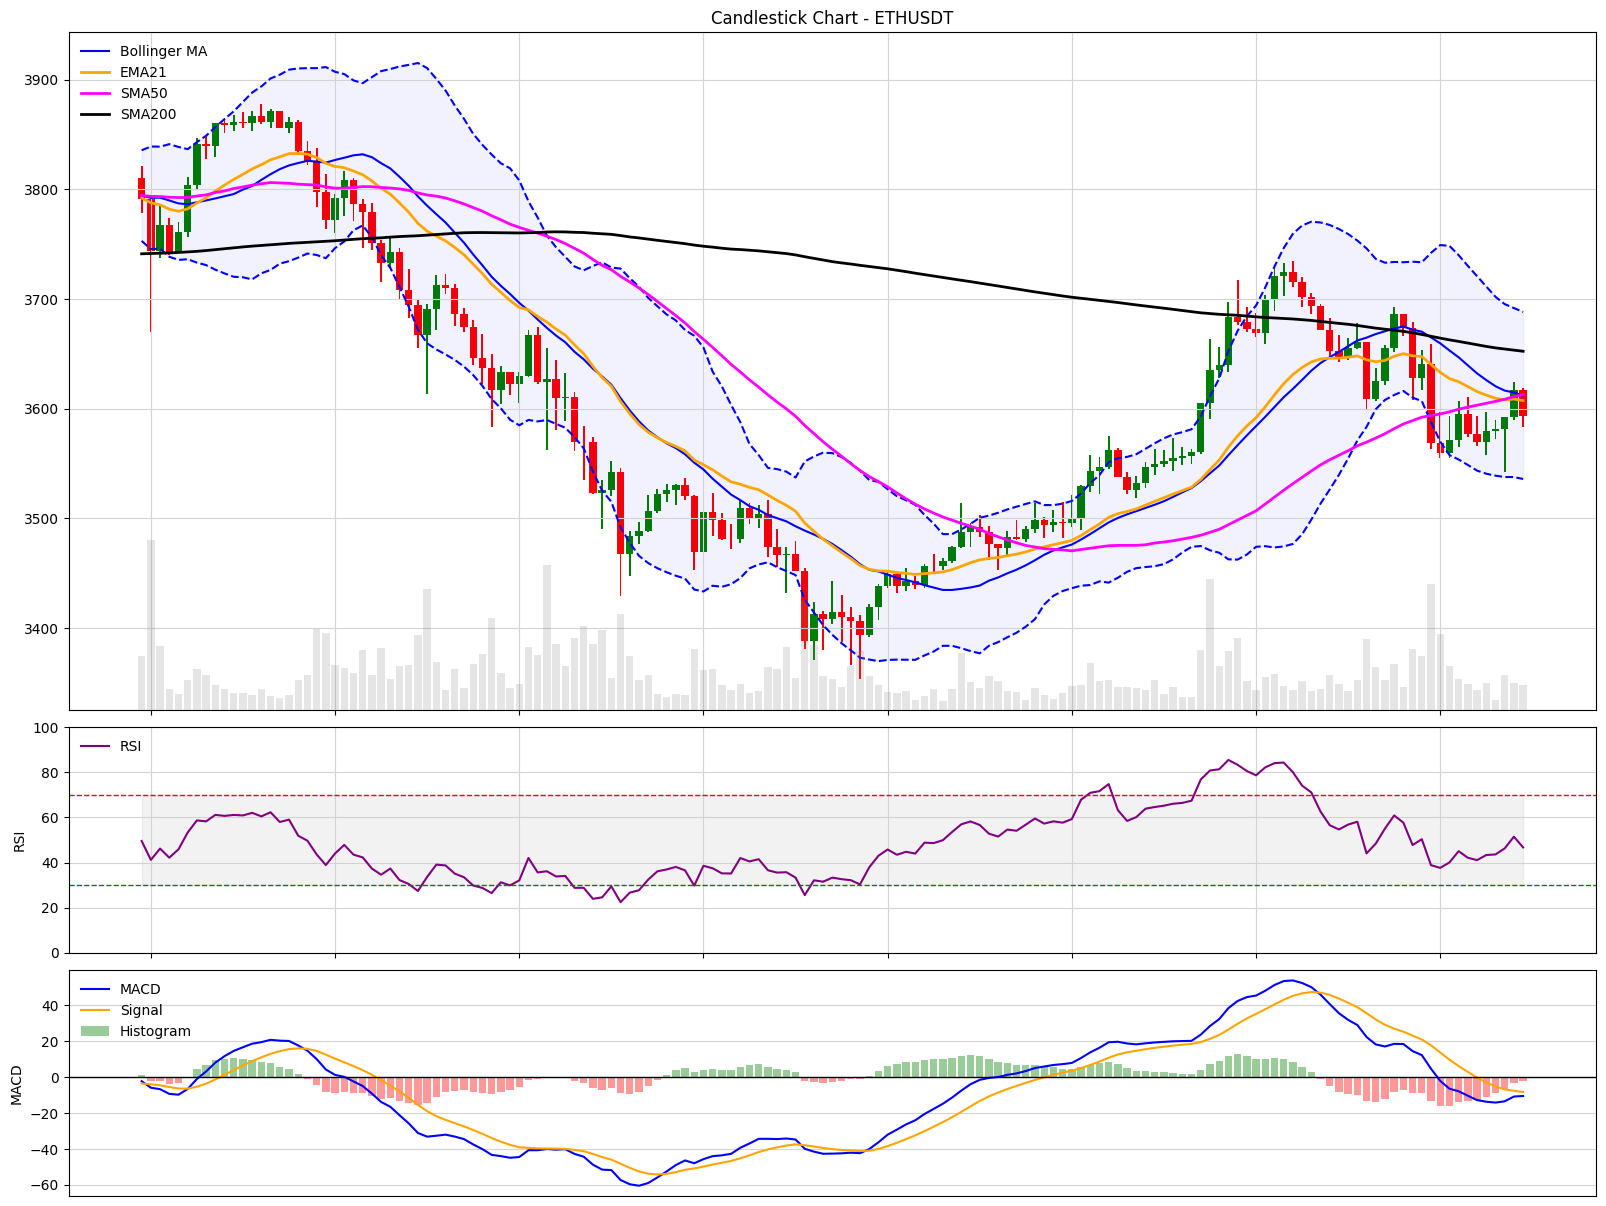 Candlestick Chart - ETHUSDT
Bollinger MA
EMA21
SMA50
SMA200
3900
3800
3700
3600
3500
3400
100
80
60
40
20
0
RSI
RSI
40
20
0
−20
−40
−60
MACD
MACD
Signal
Histogram